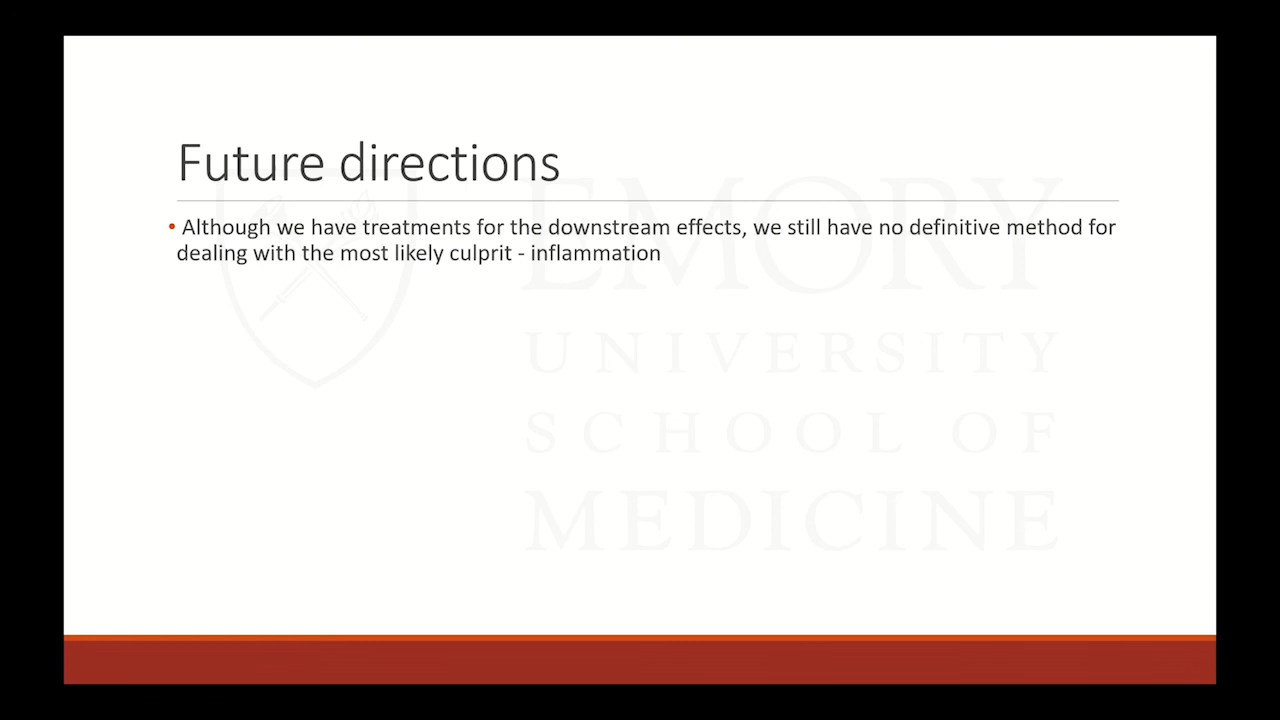 Future directions
• Although we have treatments for the downstream effects, we still have no definitive method for
dealing with the most likely culprit - inflammation
EMORY
UNIVERSITY
SCHOOL OF
MEDICINE